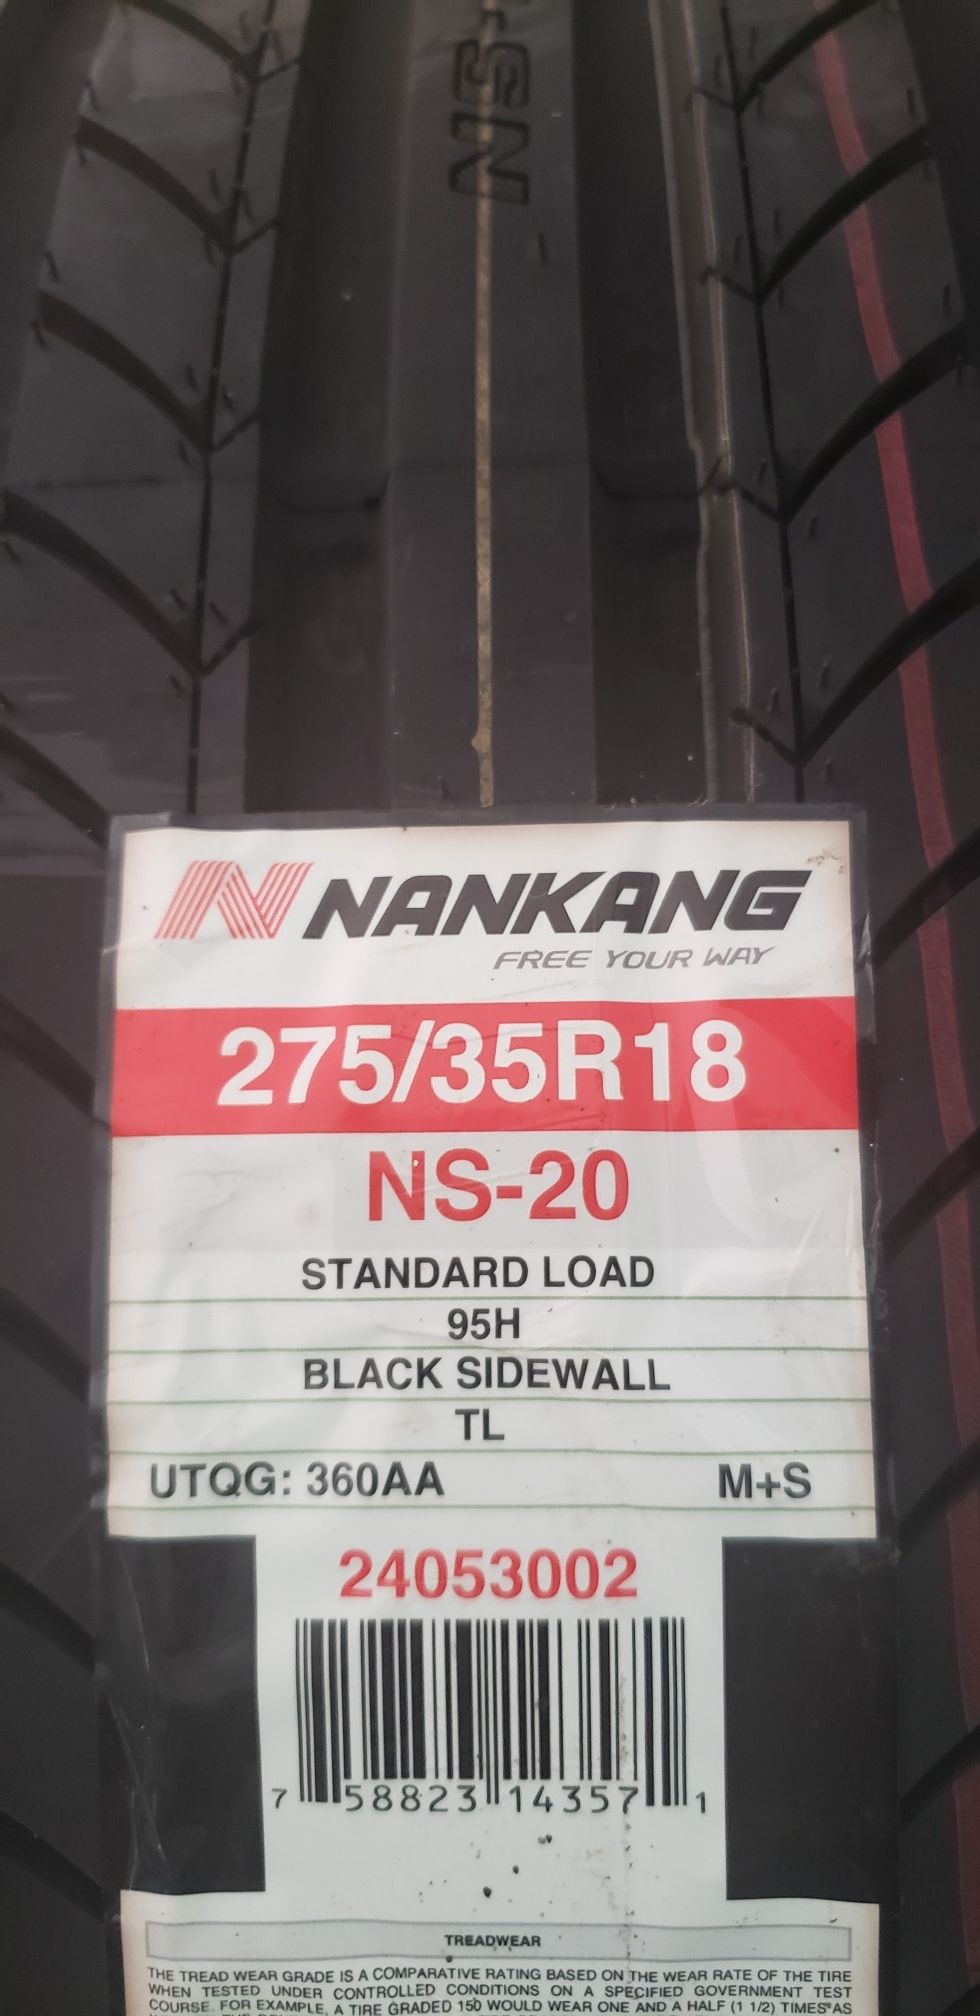 NS-
NANKANG
FREE YOUR WAY
275/35R18
NS-20
STANDARD LOAD
95H
BLACK SIDEWALL
TL
UTQG: 360AA M+S
24053002
7 58823 14357 1
TREADWEAR
THE TREAD WEAR GRADE IS A COMPARATIVE RATING BASED ON THE WEAR RATE OF THE TIRE
WHEN TESTED UNDER CONTROLLED CONDITIONS ON A SPECIFIED GOVERNMENT TEST
COURSE. FOR EXAMPLE, A TIRE GRADED 150 WOULD WEAR ONE AND A HALF (1 1/2) TIMES AS